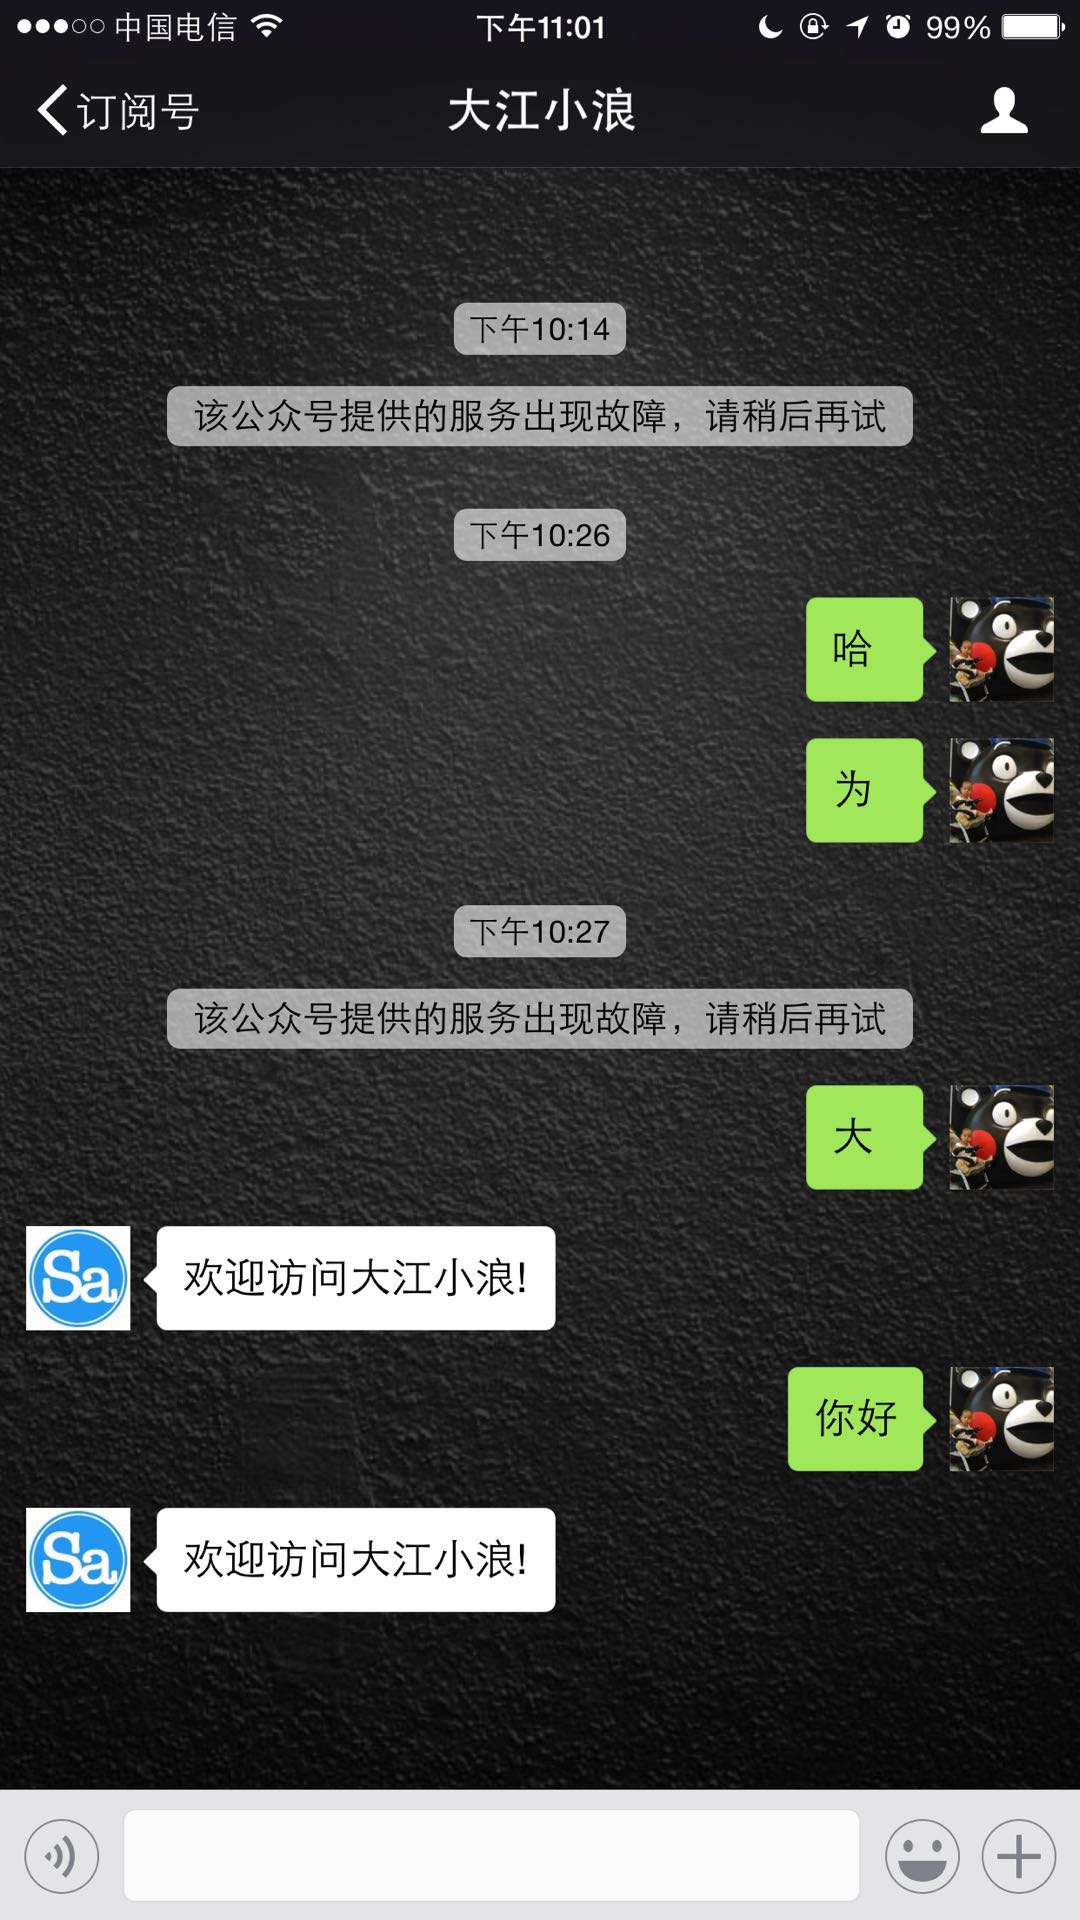 中国电信 下午11:01 99%
订阅号 大江小浪
下午10:14
该公众号提供的服务出现故障，请稍后再试
下午10:26
哈
为
下午10:27
该公众号提供的服务出现故障，请稍后再试
大
Sa 欢迎访问大江小浪!
你好
Sa 欢迎访问大江小浪!